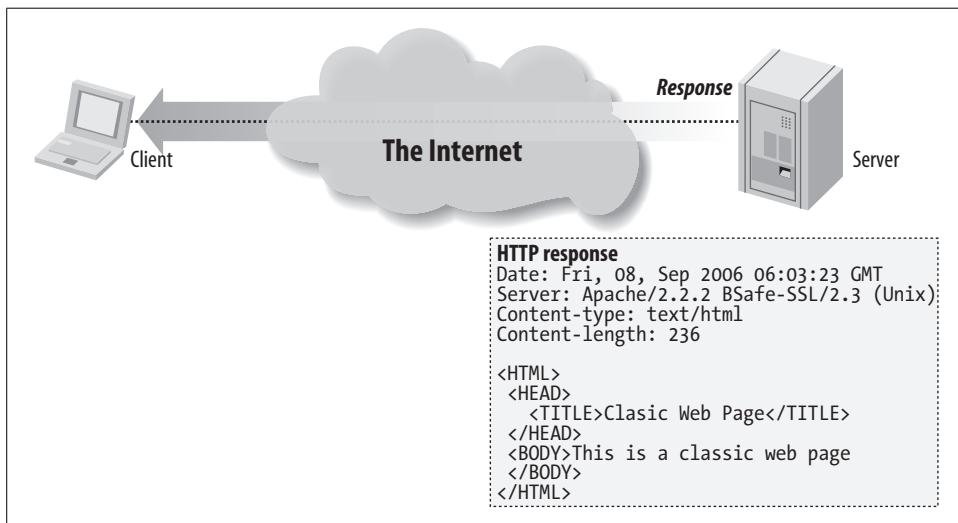 Response
Client
The Internet
Server
HTTP response
Date: Fri, 08, Sep 2006 06:03:23 GMT
Server: Apache/2.2.2 BSafe-SSL/2.3 (Unix)
Content-type: text/html
Content-length: 236

<HTML>
 <HEAD>
   <TITLE>Clasic Web Page</TITLE>
 </HEAD>
 <BODY>This is a classic web page
 </BODY>
</HTML>